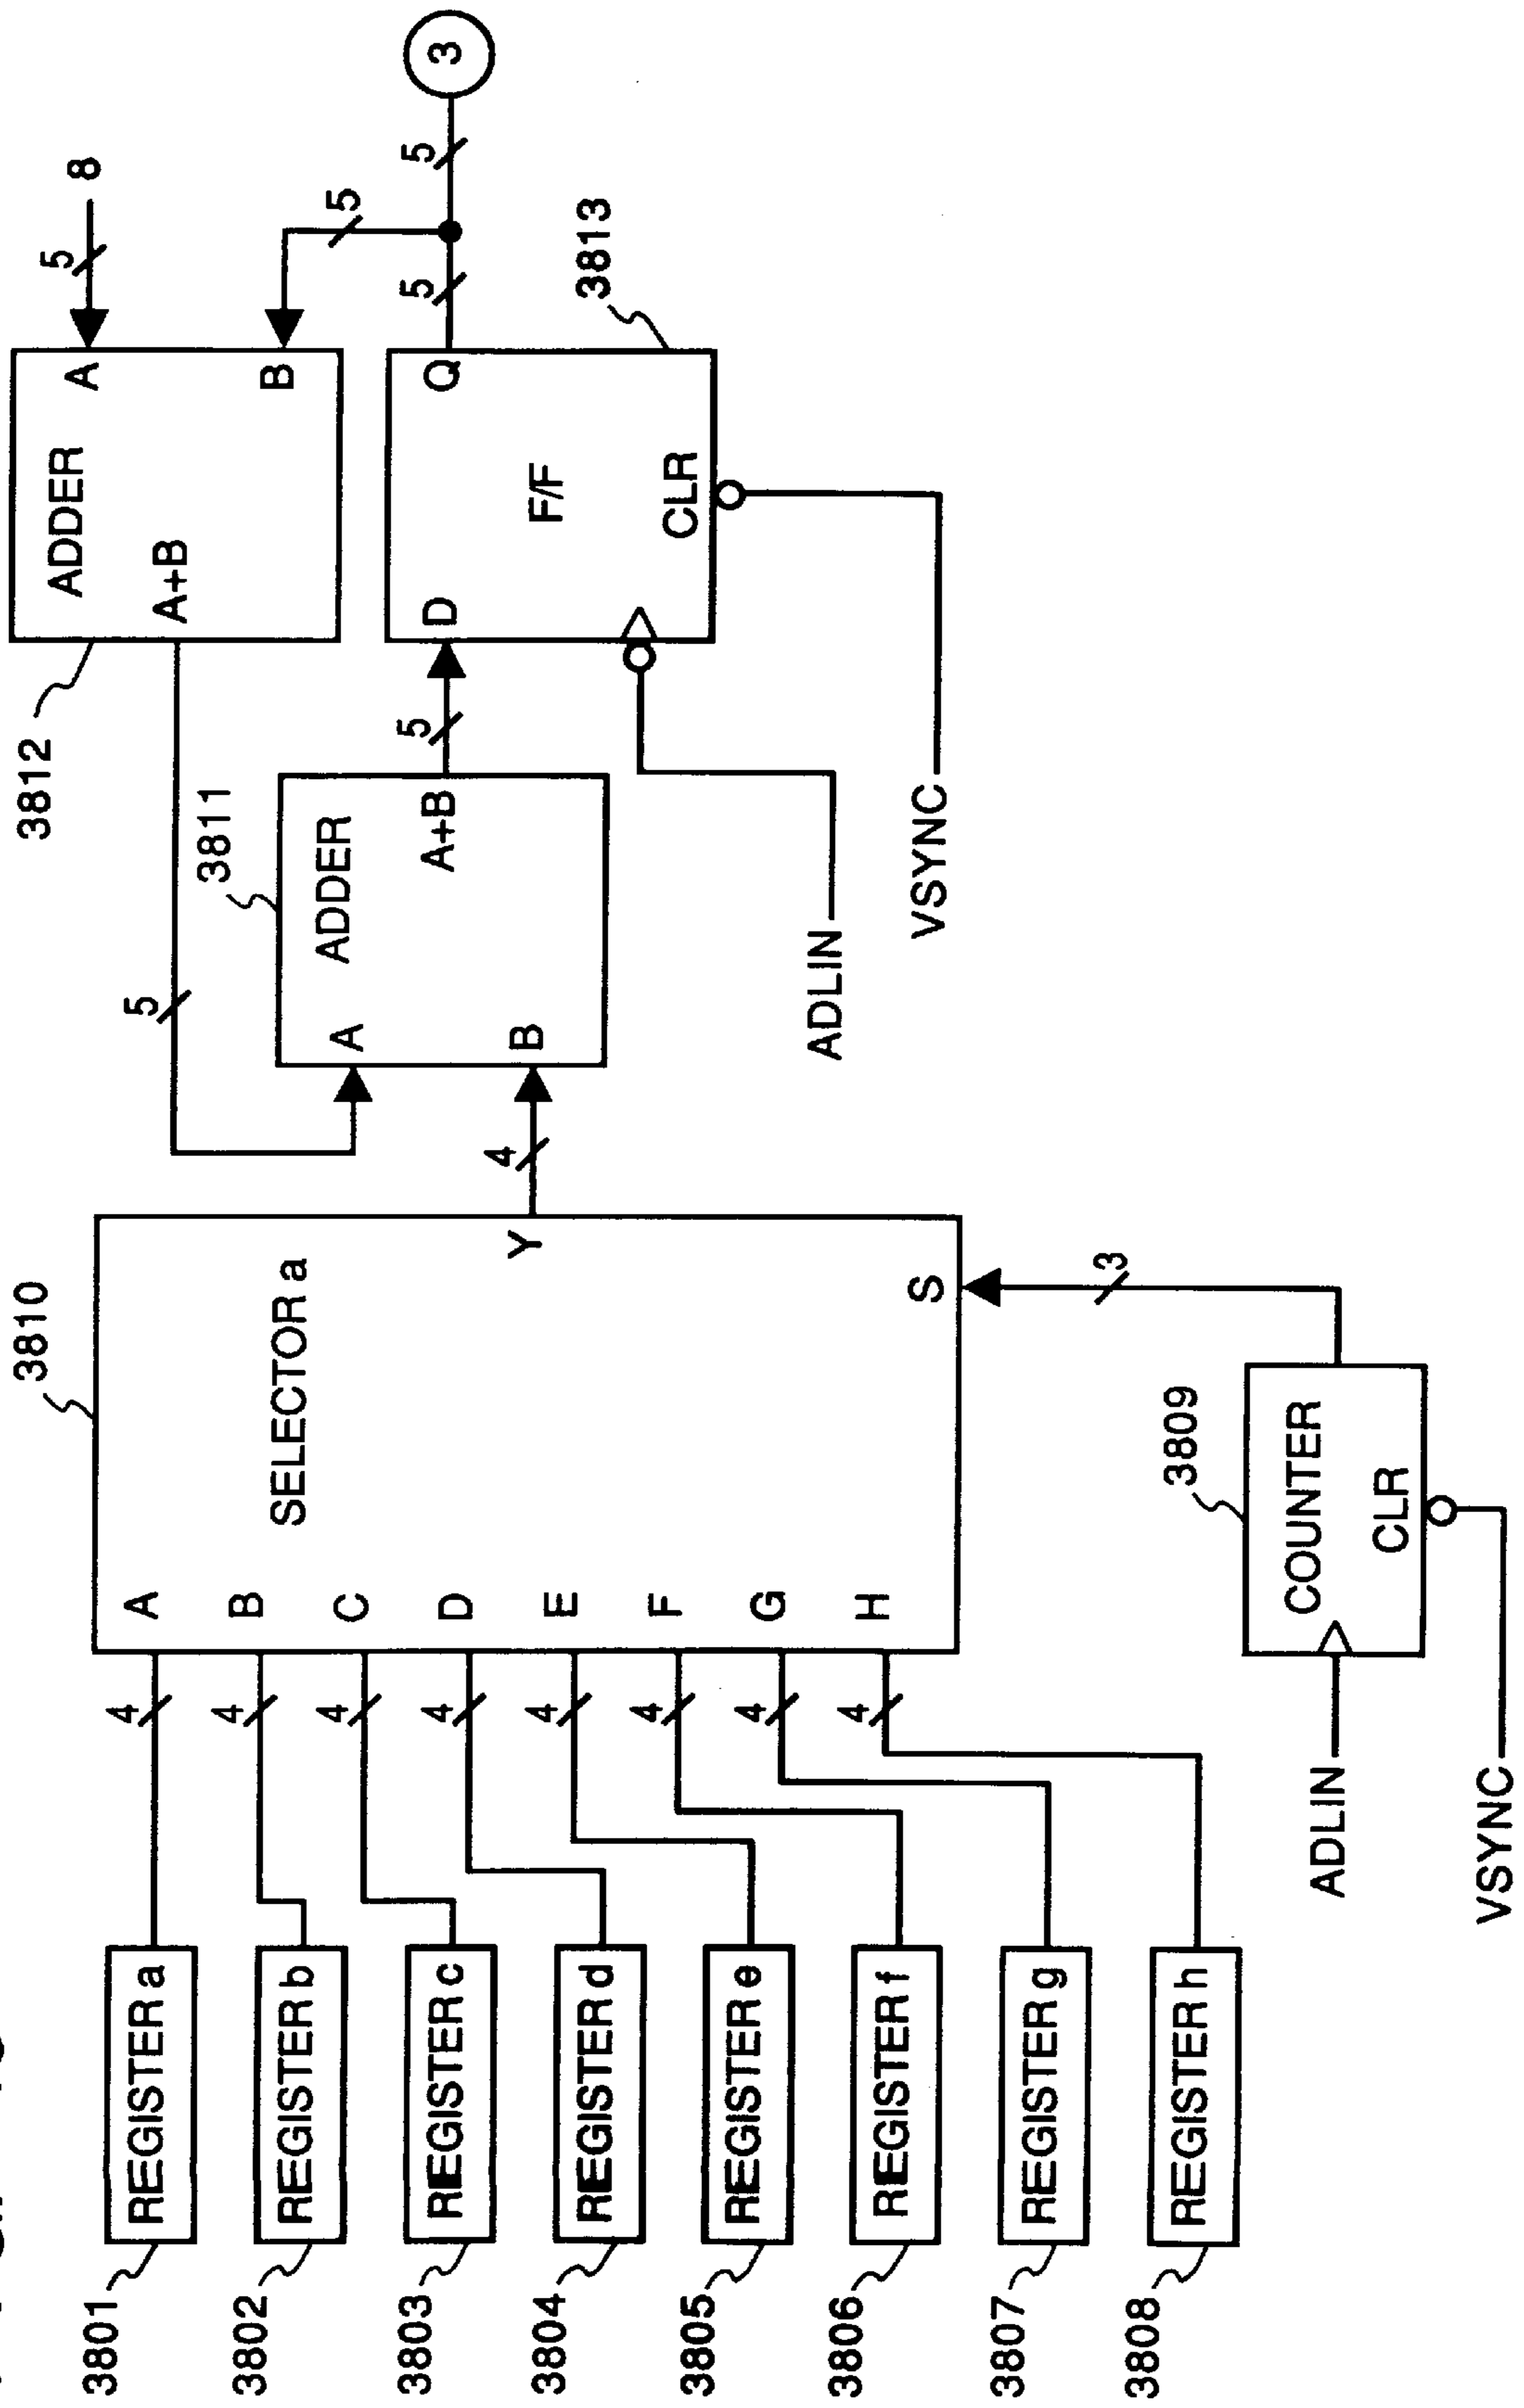 3801
REGISTER a
4
A
3802
REGISTER b
4
B
3803
REGISTER c
4
C
3804
REGISTER d
4
D
3805
REGISTER e
4
E
3806
REGISTER f
4
F
3807
REGISTER g
4
G
3808
REGISTER h
4
H
3810
SELECTOR a
Y
S
3
3809
COUNTER
CLR
ADLIN
VSYNC
4
5
3811
ADDER
A
B
A+B
5
3812
ADDER
A+B
A
B
5
8
5
3813
D
F/F
Q
CLR
ADLIN
VSYNC
5
5
3